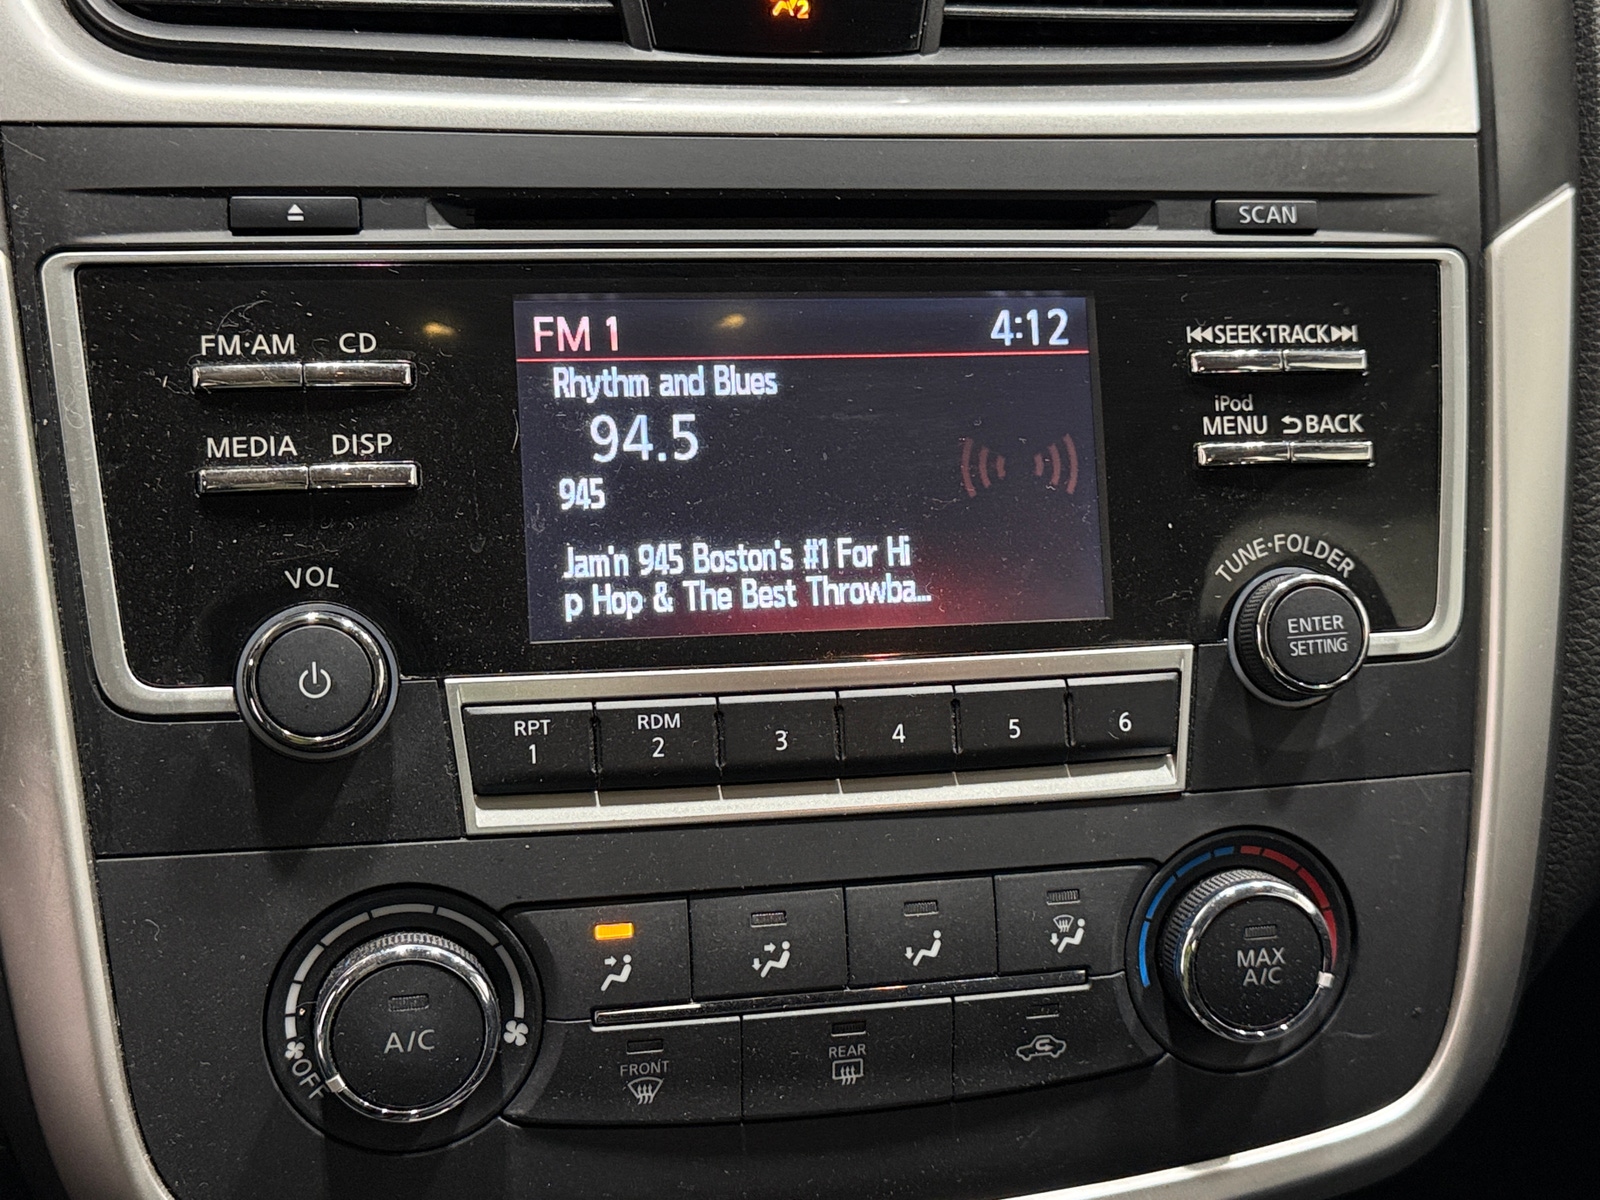 2
SCAN
FM·AM CD
MEDIA DISP
VOL
FM 1 4:12
Rhythm and Blues
94.5
945
Jam'n 945 Boston's #1 For Hi
p Hop & The Best Throwba...
SEEK·TRACK
iPod
MENU BACK
TUNE·FOLDER
ENTER
SETTING
RPT
1
RDM
2
3
4
5
6
A/C
OFF
FRONT
REAR
MAX
A/C